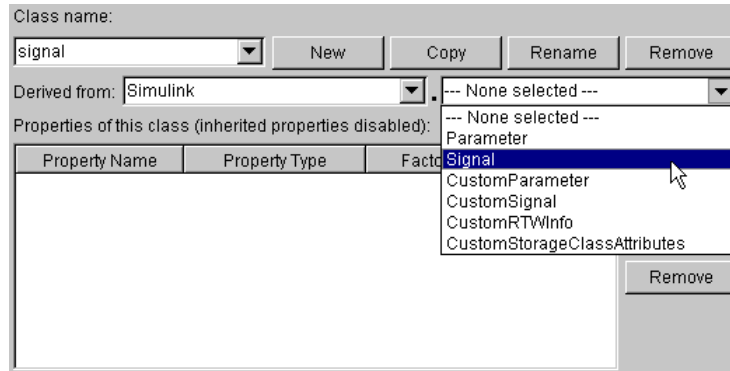 Class name:
signal New Copy Rename Remove
Derived from: Simulink . --- None selected ---
--- None selected ---
Properties of this class (inherited properties disabled):
Parameter
Property Name Property Type Facto
Signal
CustomParameter
CustomSignal
CustomRTWInfo
CustomStorageClassAttributes
Remove